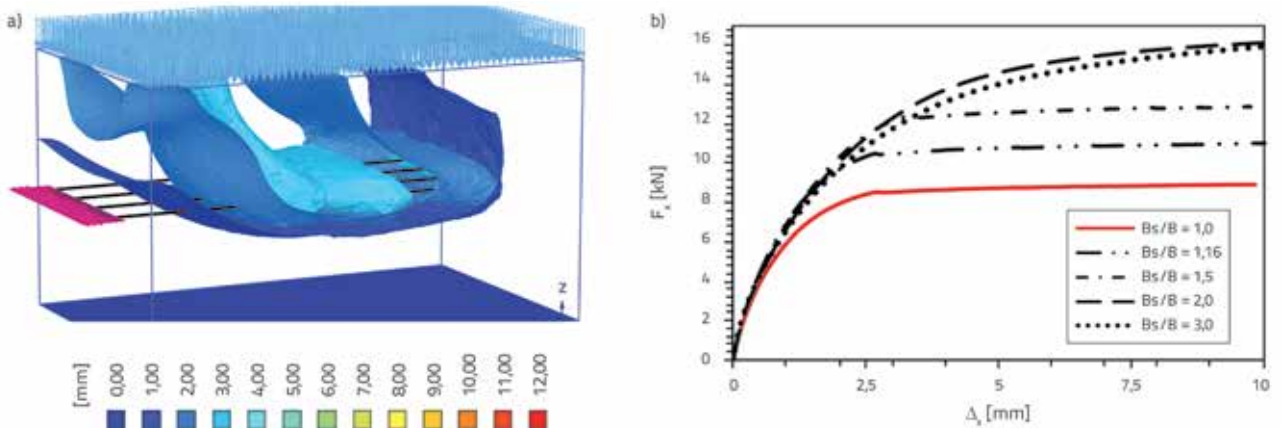 a)
z
[mm]
0,00
1,00
2,00
3,00
4,00
5,00
6,00
7,00
8,00
9,00
10,00
11,00
12,00
b)
Fₓ [kN]
16
14
12
10
8
6
4
2
0
0
2,5
5
7,5
10
Δₓ [mm]
Bs/B = 1,0
Bs/B = 1,16
Bs/B = 1,5
Bs/B = 2,0
Bs/B = 3,0